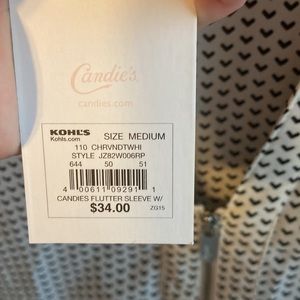 Candie's
candies.com
KOHL'S SIZE MEDIUM
Kohls.com
110 CHRVNDTWHI
STYLE JZ82W006RP
644 50 51
4 00611 09291 1
CANDIES FLUTTER SLEEVE W/
$34.00 ZG15